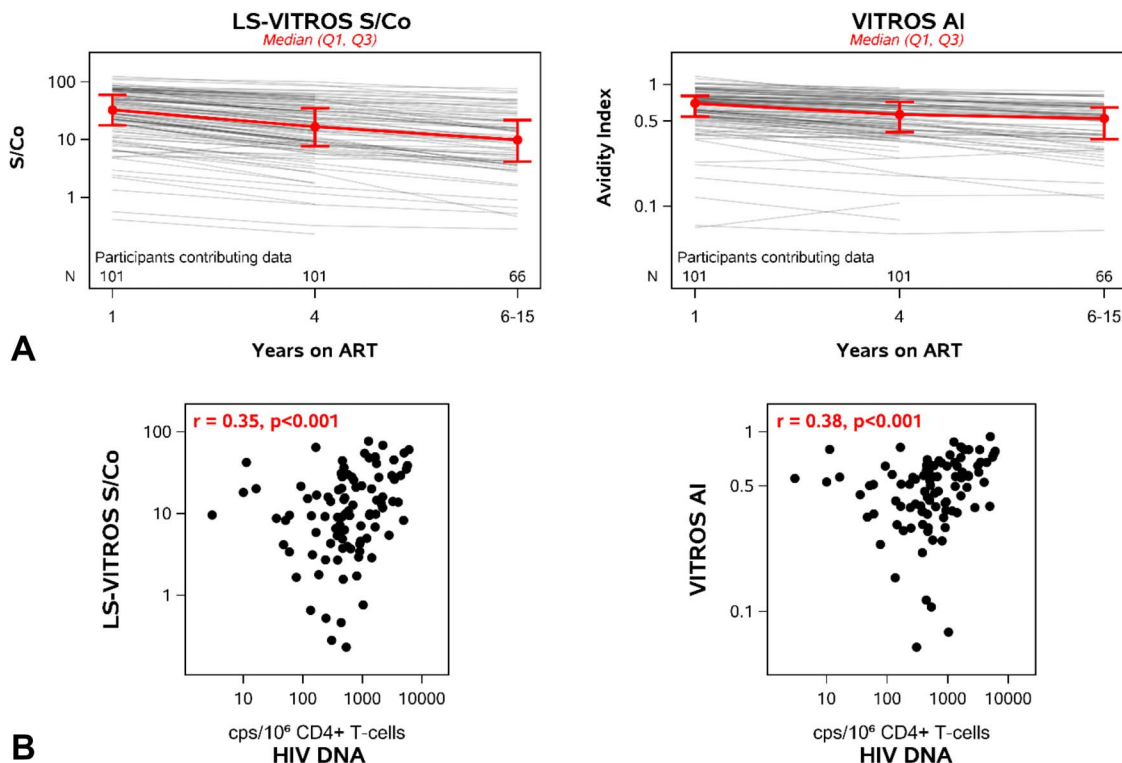 LS-VITROS S/Co
Median (Q1, Q3)
S/Co
100
10
1
Participants contributing data
N 101 101 66
1 4 6-15
Years on ART
VITROS AI
Median (Q1, Q3)
Avidity Index
1
0.5
0.1
Participants contributing data
N 101 101 66
1 4 6-15
Years on ART
A
r = 0.35, p<0.001
LS-VITROS S/Co
100
10
1
10 100 1000 10000
cps/10⁶ CD4+ T-cells
HIV DNA
r = 0.38, p<0.001
VITROS AI
1
0.5
0.1
10 100 1000 10000
cps/10⁶ CD4+ T-cells
HIV DNA
B